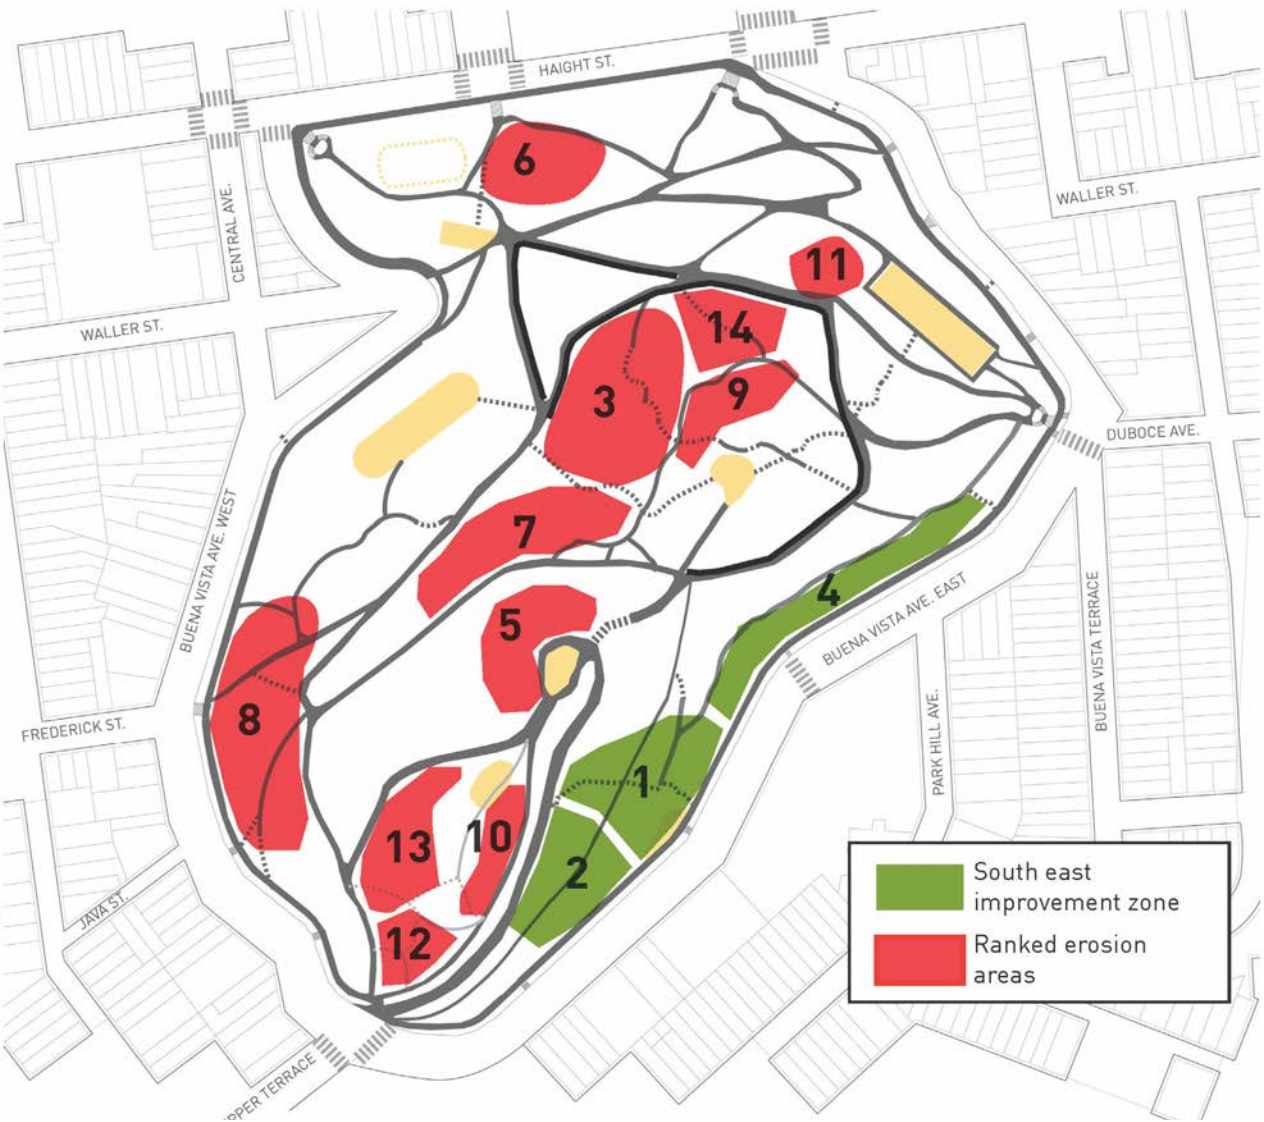 HAIGHT ST.
6
WALLER ST.
CENTRAL AVE.
11
WALLER ST.
14
3
9
DUBOCE AVE.
7
BUENA VISTA AVE. WEST
4
5
BUENA VISTA AVE. EAST
BUENA VISTA TERRACE
8
FREDERICK ST.
PARK HILL AVE.
1
13
10
2
JAVA ST.
12
South east
improvement zone
Ranked erosion
areas
PPER TERRACE